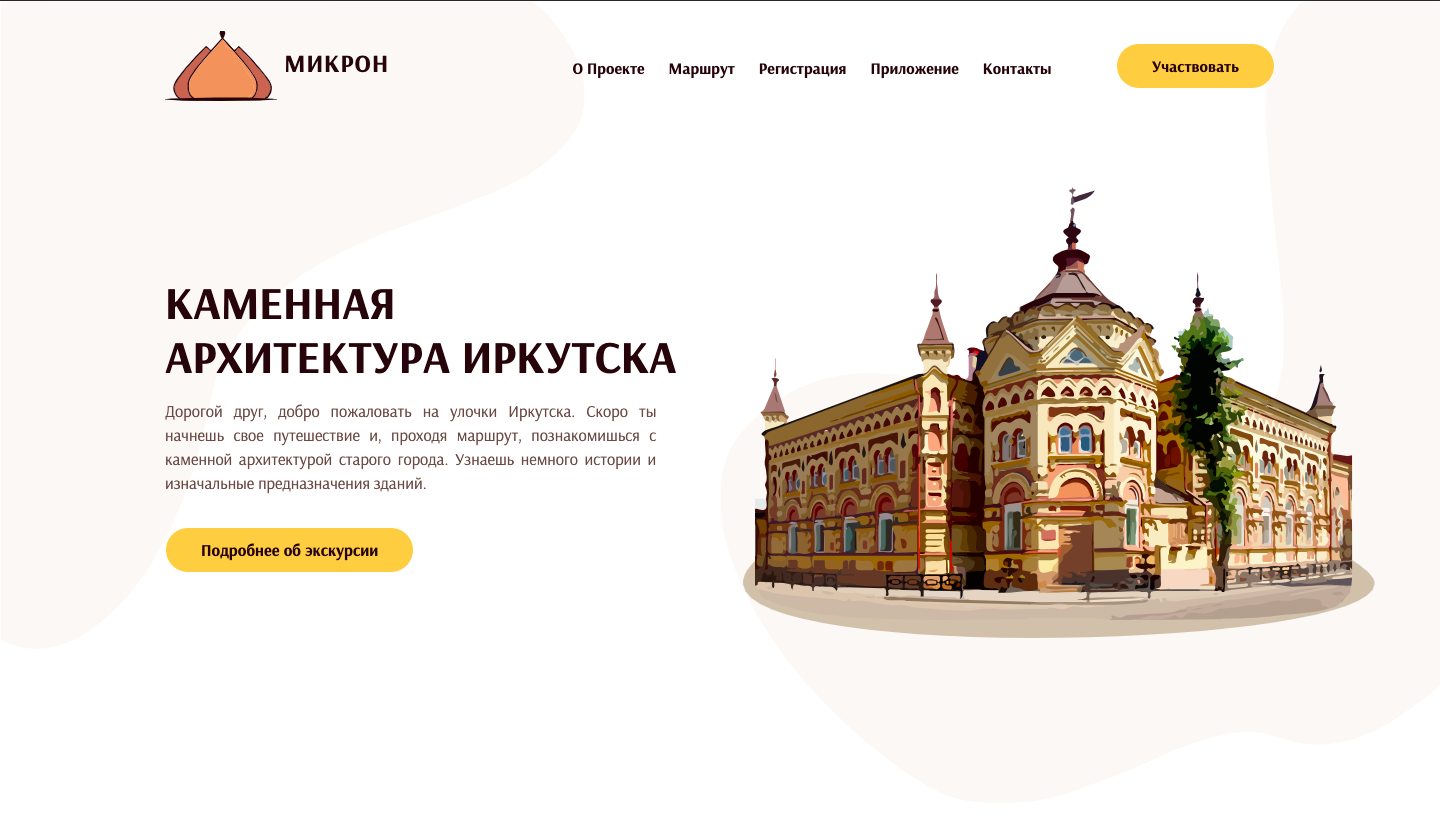 МИКРОН
О Проекте Маршрут Регистрация Приложение Контакты
Участвовать
КАМЕННАЯ
АРХИТЕКТУРА ИРКУТСКА
Дорогой друг, добро пожаловать на улочки Иркутска. Скоро ты
начнешь свое путешествие и, проходя маршрут, познакомишься с
каменной архитектурой старого города. Узнаешь немного истории и
изначальные предназначения зданий.
Подробнее об экскурсии